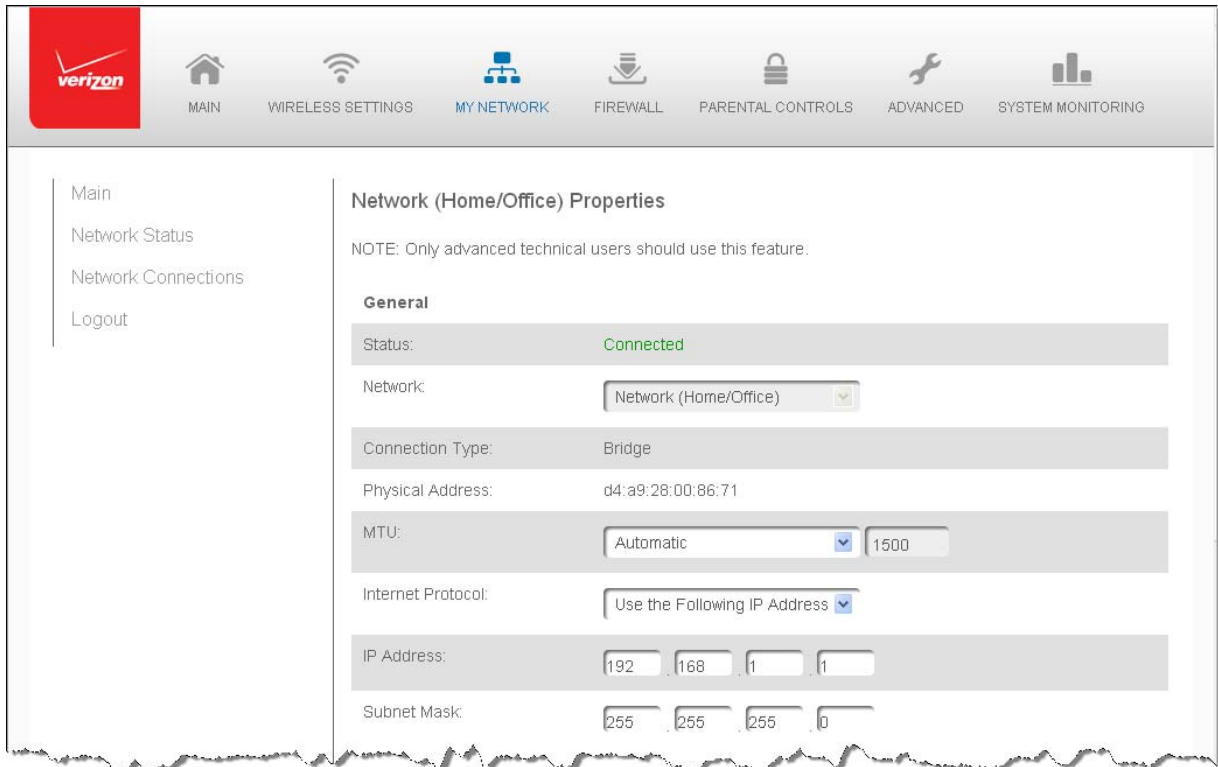 verizon
MAIN
WIRELESS SETTINGS
MY NETWORK
FIREWALL
PARENTAL CONTROLS
ADVANCED
SYSTEM MONITORING
Main
Network Status
Network Connections
Logout
Network (Home/Office) Properties
NOTE: Only advanced technical users should use this feature.
General
Status: Connected
Network: Network (Home/Office)
Connection Type: Bridge
Physical Address: d4:a9:28:00:86:71
MTU: Automatic 1500
Internet Protocol: Use the Following IP Address
IP Address: 192 . 168 . 1 . 1
Subnet Mask: 255 . 255 . 255 . 0